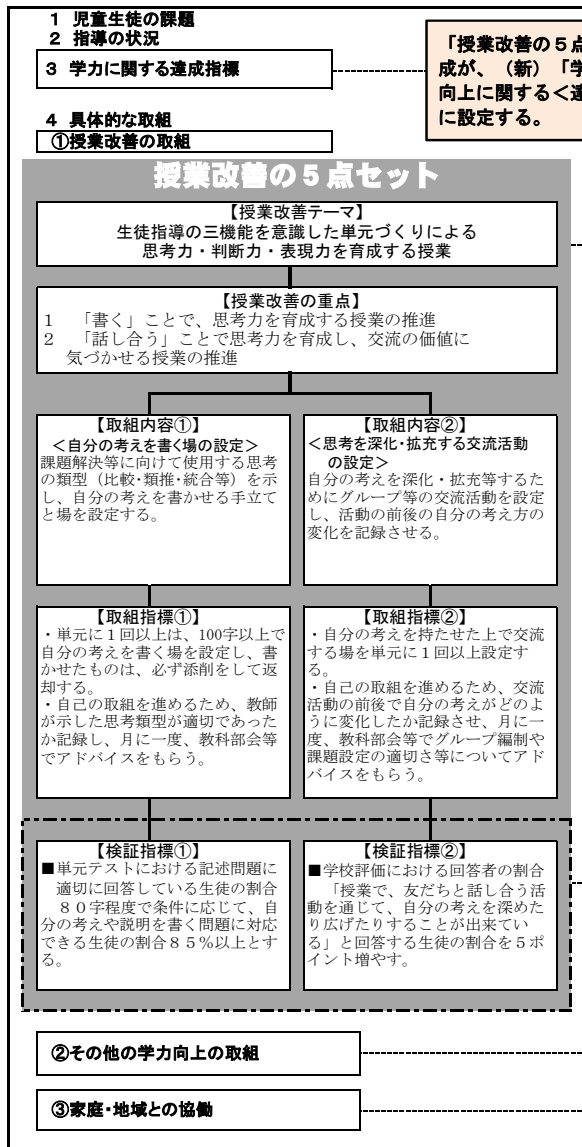 1 児童生徒の課題
2 指導の状況
3 学力に関する達成指標
「授業改善の5点
成が、（新）「学
向上に関する＜達
に設定する。
4 具体的な取組
①授業改善の取組
授業改善の5点セット
【授業改善テーマ】
生徒指導の三機能を意識した単元づくりによる
思考力・判断力・表現力を育成する授業
【授業改善の重点】
1 「書く」ことで、思考力を育成する授業の推進
2 「話し合う」ことで思考力を育成し、交流の価値に
気づかせる授業の推進
【取組内容①】
＜自分の考えを書く場の設定＞
課題解決等に向けて使用する思考
の類型（比較・類推・統合等）を示
し、自分の考えを書かせる手立て
と場を設定する。
【取組内容②】
＜思考を深化・拡充する交流活動
の設定＞
自分の考えを深化・拡充等するた
めにグループ等の交流活動を設定
し、活動の前後の自分の考え方の
変化を記録させる。
【取組指標①】
・単元に1回以上は、100字以上で
自分の考えを書く場を設定し、書
かせたものは、必ず添削をして返
却する。
・自己の取組を進めるため、教師
が示した思考類型が適切であった
か記録し、月に一度、教科部会等
でアドバイスをもらう。
【取組指標②】
・自分の考えを持たせた上で交流
する場を単元に1回以上設定す
る。
・自己の取組を進めるため、交流
活動の前後で自分の考えがどのよ
うに変化したか記録させ、月に一
度、教科部会等でグループ編制や
課題設定の適切さ等についてアド
バイスをもらう。
【検証指標①】
■単元テストにおける記述問題に
適切に回答している生徒の割合
８０字程度で条件に応じて、自
分の考えや説明を書く問題に対応
できる生徒の割合８５％以上とす
る。
【検証指標②】
■学校評価における回答者の割合
「授業で、友だちと話し合う活
動を通じて、自分の考えを深めた
り広げたりすることが出来てい
る」と回答する生徒の割合を５ポ
イント増やす。
②その他の学力向上の取組
③家庭・地域との協働